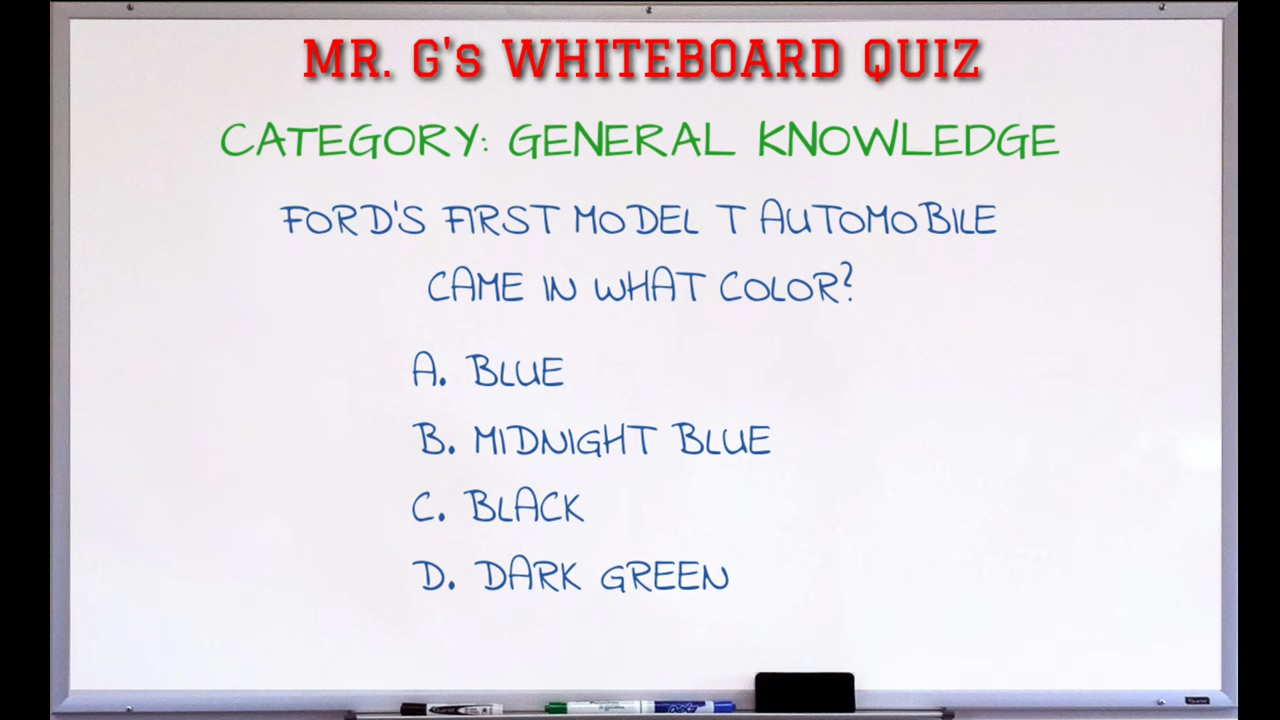 MR. G's WHITEBOARD QUIZ
CATEGORY: GENERAL KNOWLEDGE
FORD'S FIRST MODEL T AUTOMOBILE
CAME IN WHAT COLOR?
A. BLUE
B. MIDNIGHT BLUE
C. BLACK
D. DARK GREEN